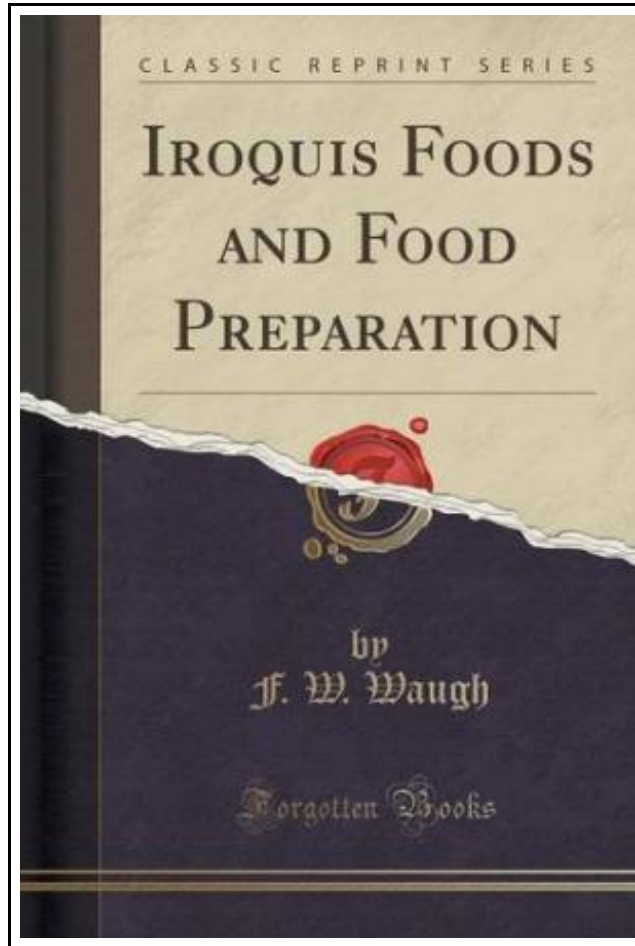 CLASSIC REPRINT SERIES
IROQUIS FOODS
AND FOOD
PREPARATION
by
F. W. Waugh
Forgotten Books